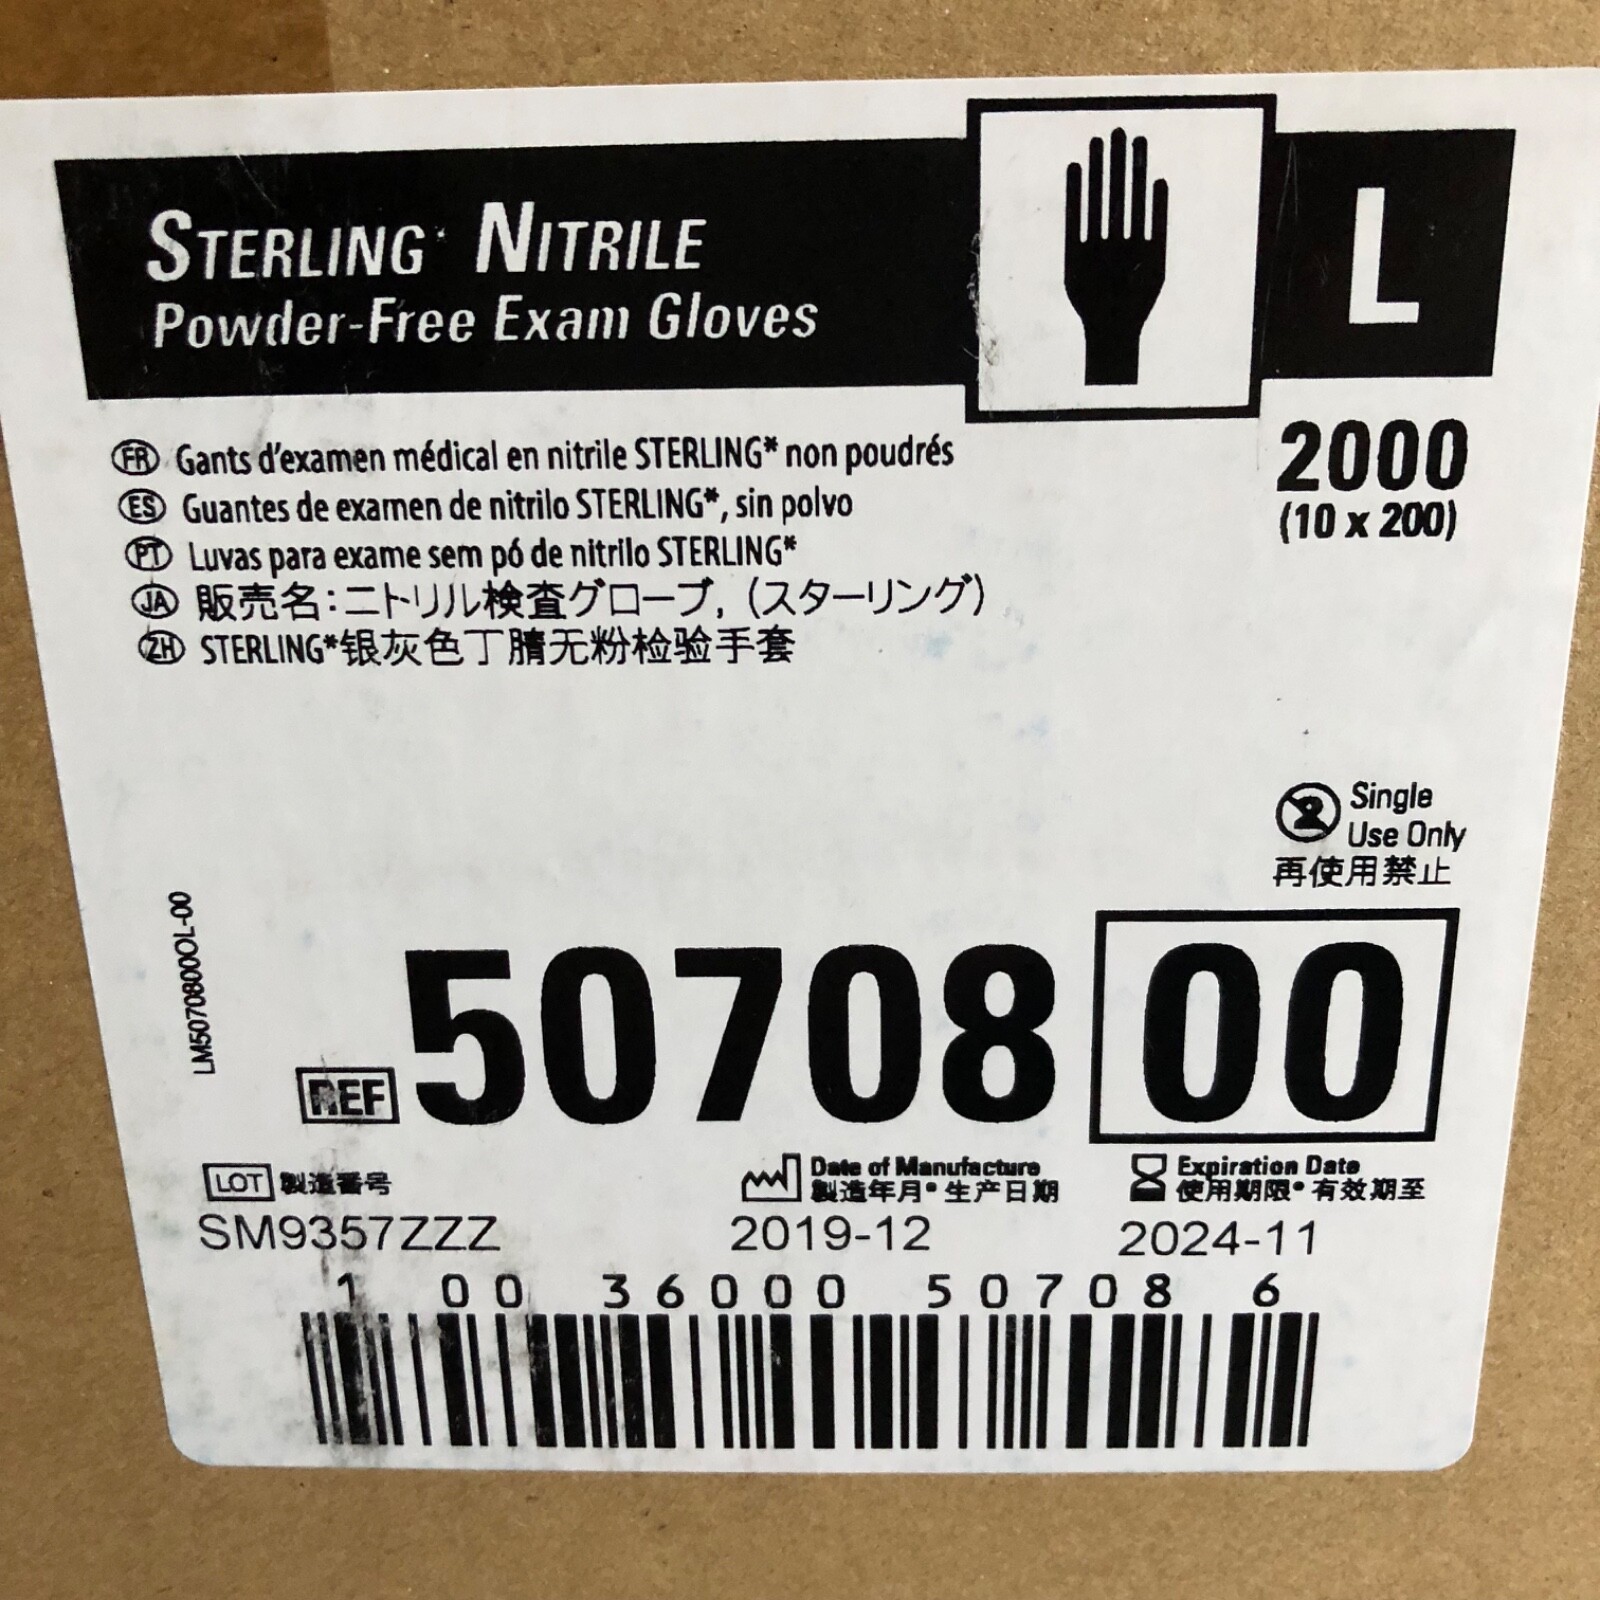 STERLING* NITRILE
Powder-Free Exam Gloves
L
2000
(10 x 200)
FR Gants d'examen médical en nitrile STERLING* non poudrés
ES Guantes de examen de nitrilo STERLING*, sin polvo
PT Luvas para exame sem pó de nitrilo STERLING*
JA 販売名:ニトリル検査グローブ, (スターリング)
ZH STERLING*银灰色丁腈无粉检验手套
2 Single
Use Only
再使用禁止
LM5070800OL-00
REF 50708 00
LOT 製造番号
SM9357ZZZ
Date of Manufacture
製造年月• 生产日期
2019-12
Expiration Date
使用期限• 有效期至
2024-11
1 00 36000 50708 6